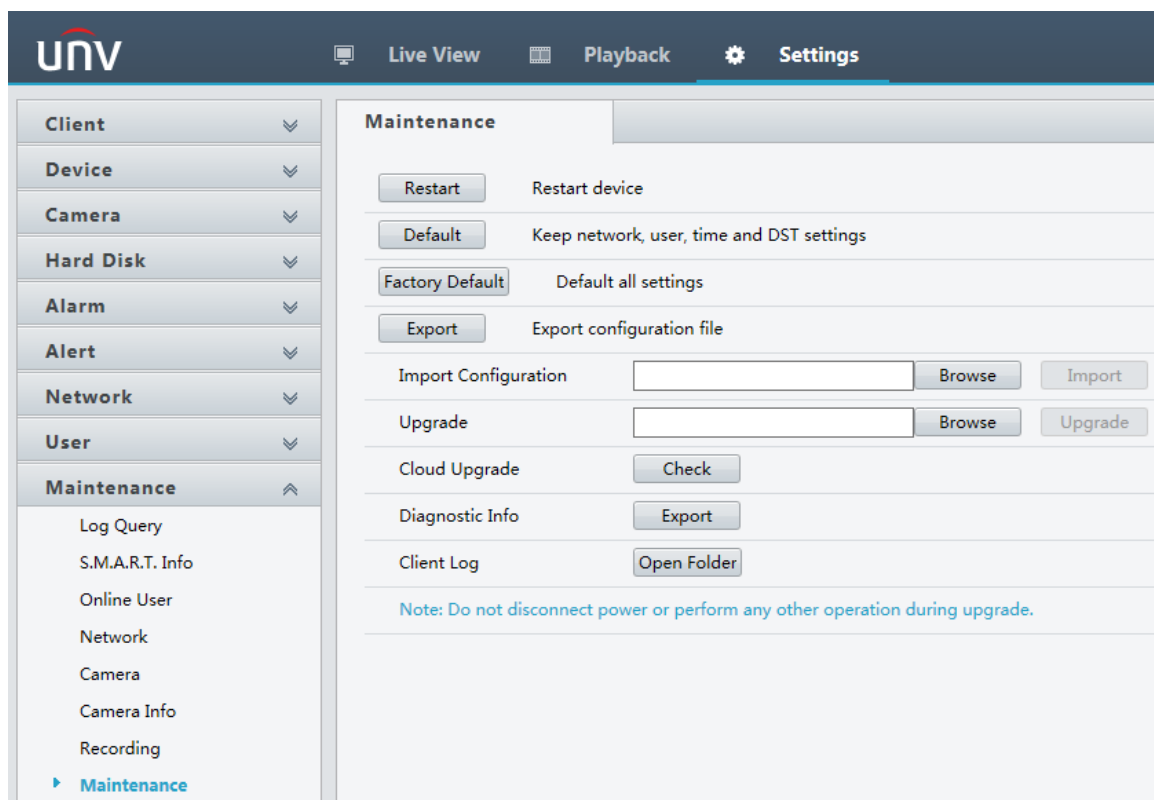 unv
Live View Playback Settings
Client
Device
Camera
Hard Disk
Alarm
Alert
Network
User
Maintenance
Log Query
S.M.A.R.T. Info
Online User
Network
Camera
Camera Info
Recording
Maintenance
Maintenance
Restart Restart device
Default Keep network, user, time and DST settings
Factory Default Default all settings
Export Export configuration file
Import Configuration Browse Import
Upgrade Browse Upgrade
Cloud Upgrade Check
Diagnostic Info Export
Client Log Open Folder
Note: Do not disconnect power or perform any other operation during upgrade.